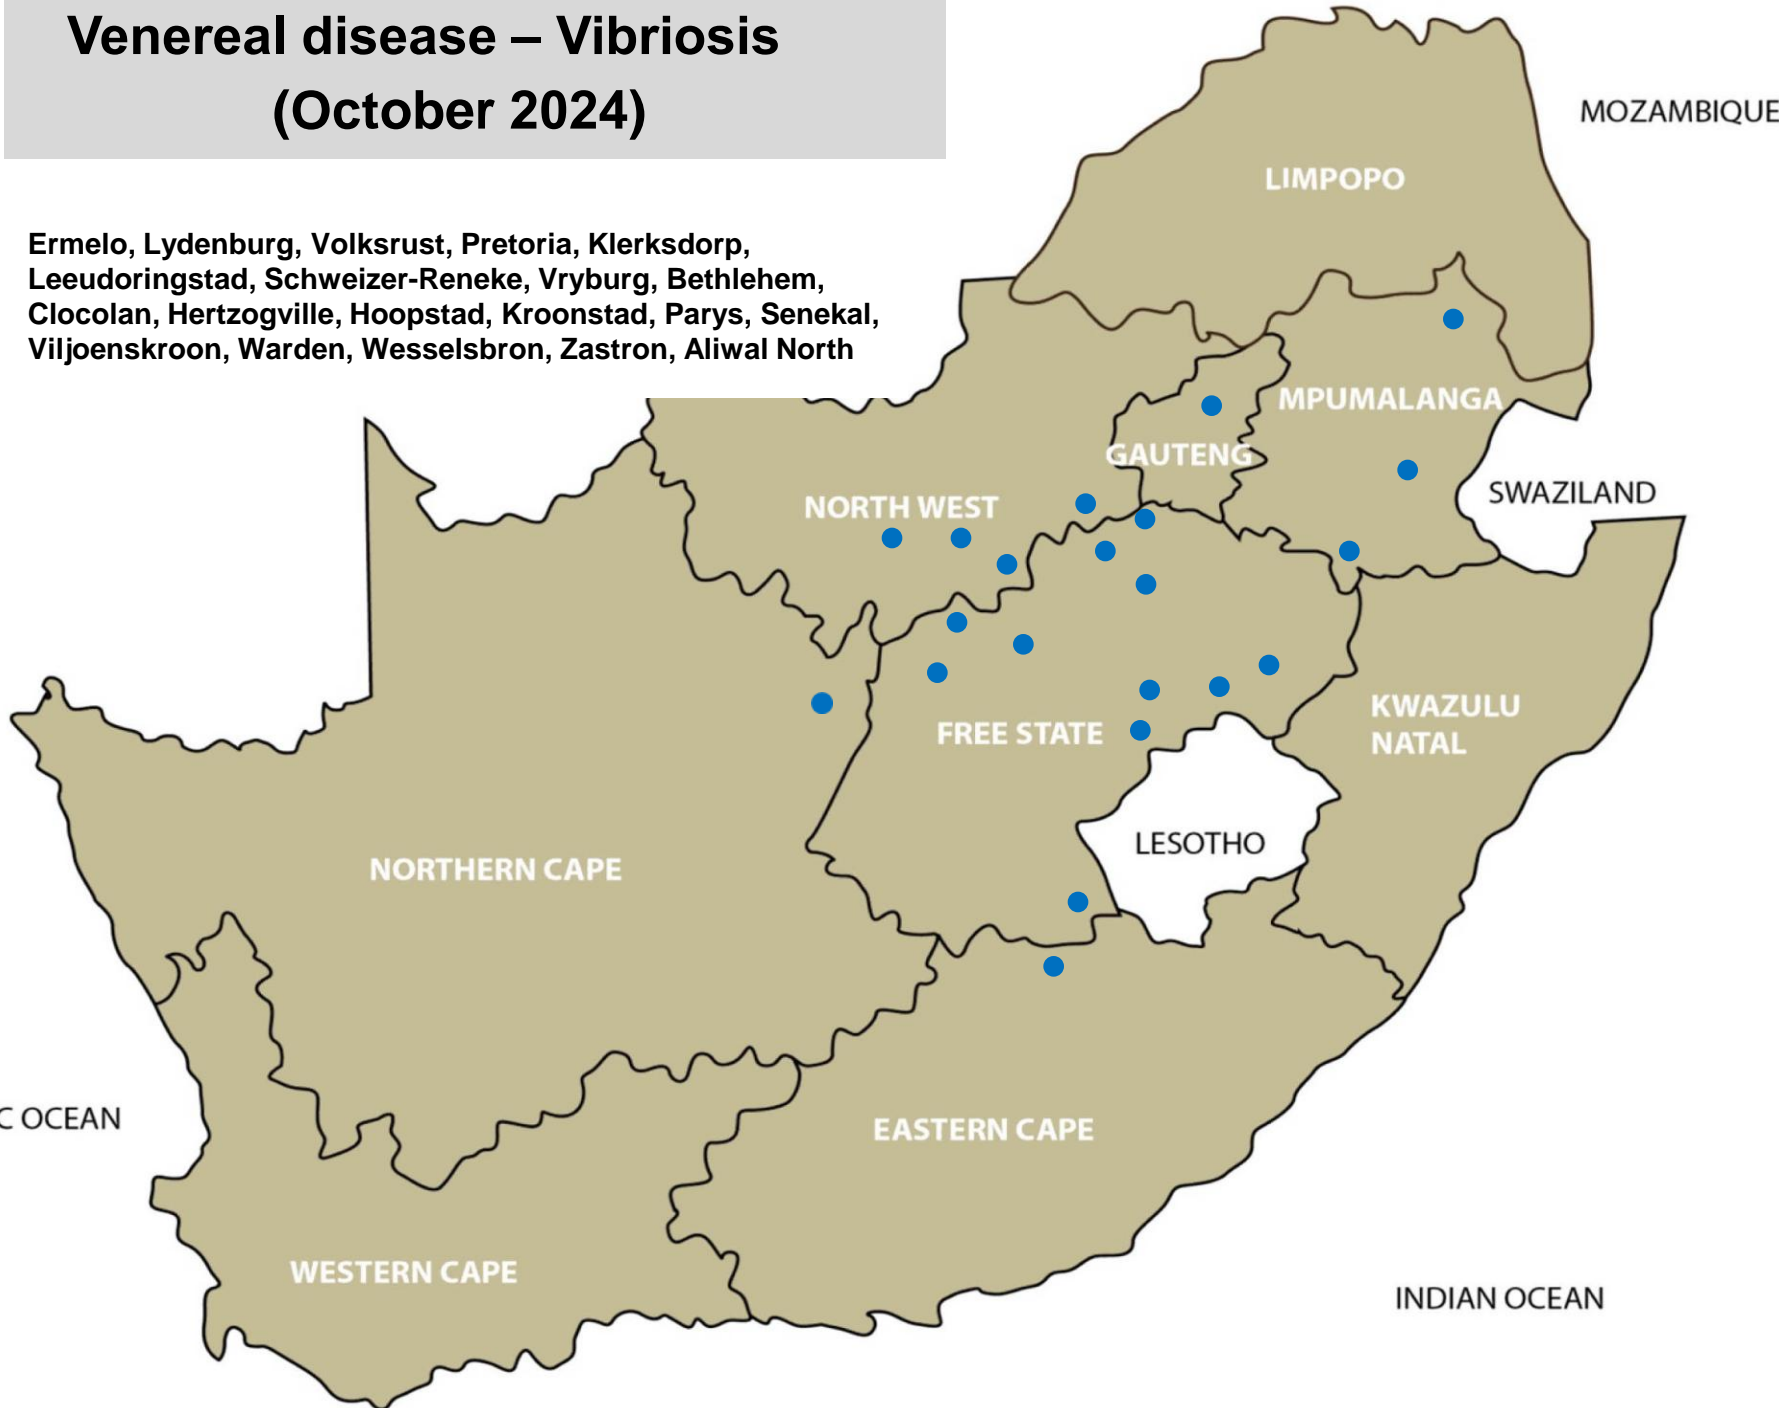 Venereal disease – Vibriosis
(October 2024)
Ermelo, Lydenburg, Volksrust, Pretoria, Klerksdorp,
Leeudoringstad, Schweizer-Reneke, Vryburg, Bethlehem,
Clocolan, Hertzogville, Hoopstad, Kroonstad, Parys, Senekal,
Viljoenskroon, Warden, Wesselsbron, Zastron, Aliwal North
MOZAMBIQUE
LIMPOPO
MPUMALANGA
GAUTENG
SWAZILAND
NORTH WEST
KWAZULU
NATAL
FREE STATE
LESOTHO
NORTHERN CAPE
C OCEAN
EASTERN CAPE
WESTERN CAPE
INDIAN OCEAN